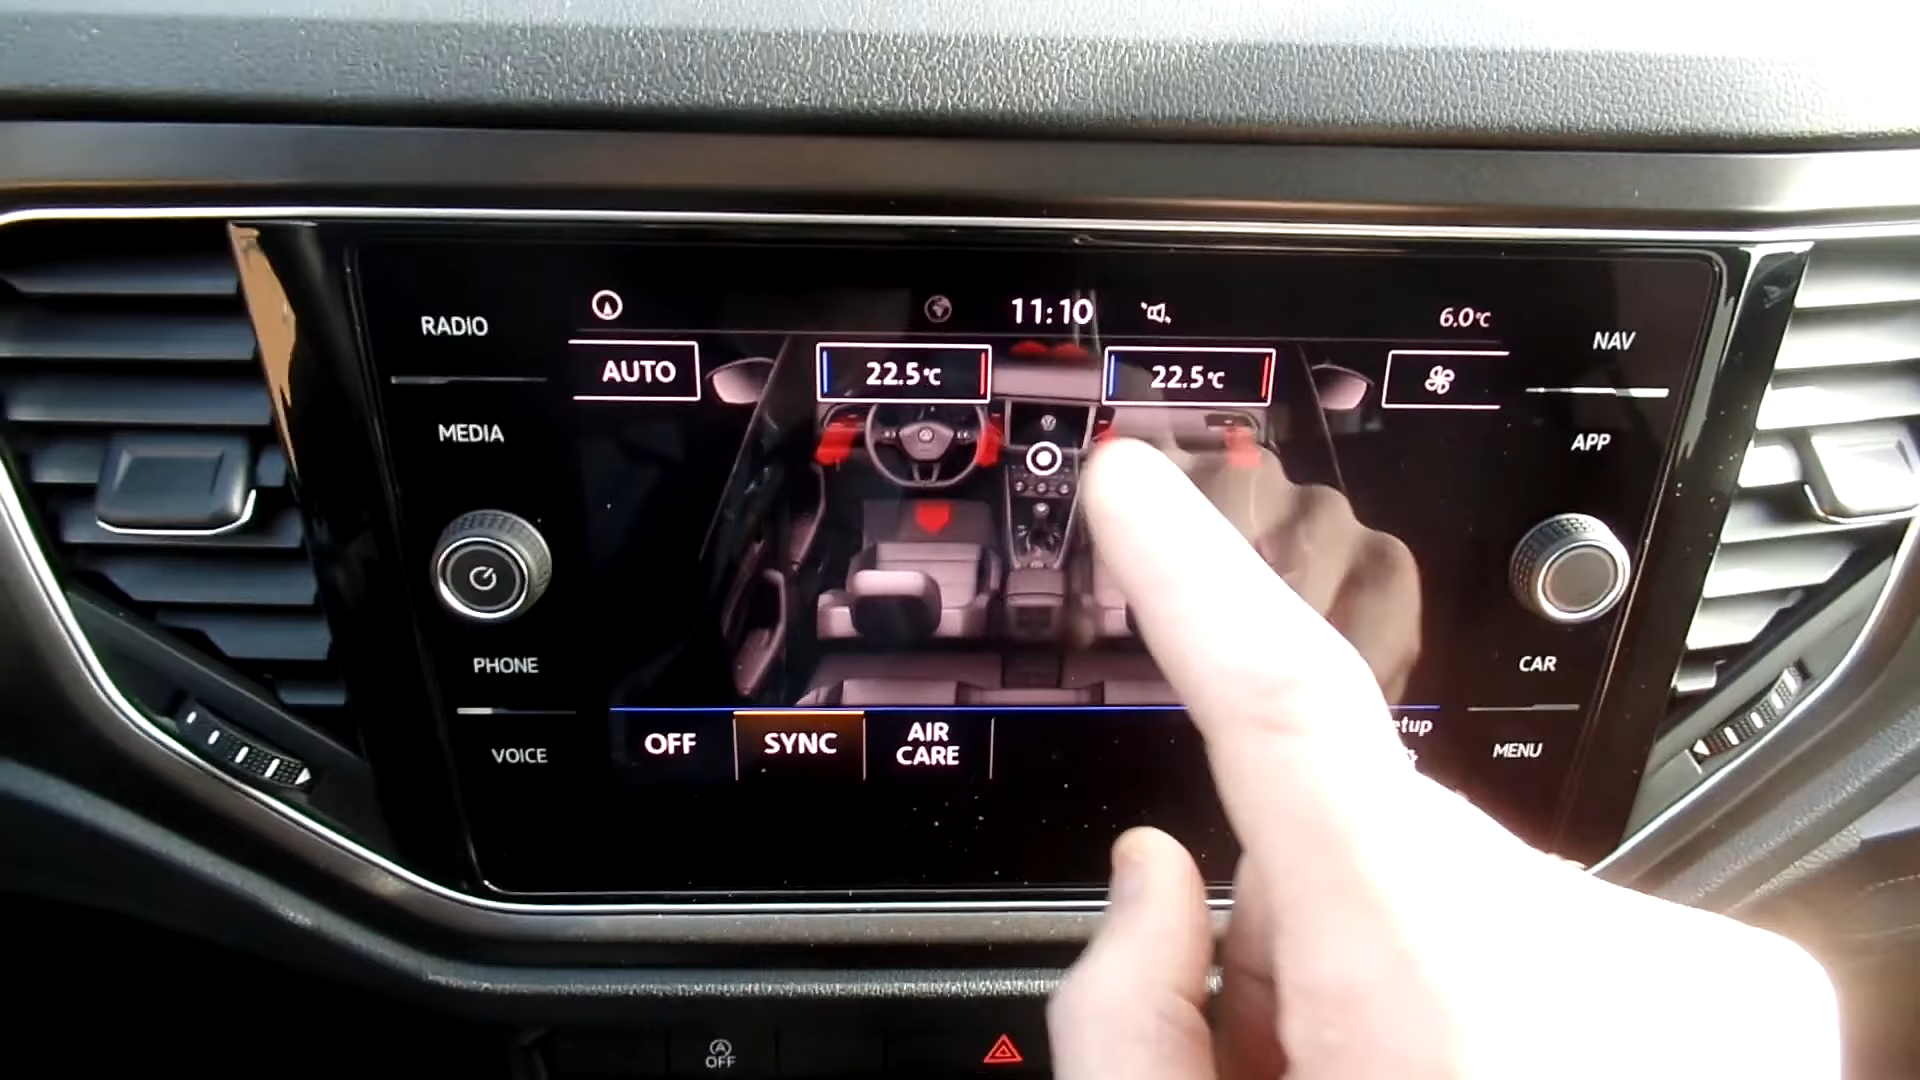 RADIO
MEDIA
PHONE
VOICE
11:10
6.0°C
AUTO
22.5°C
22.5°C
OFF
SYNC
AIR
CARE
etup
NAV
APP
CAR
MENU
A
OFF